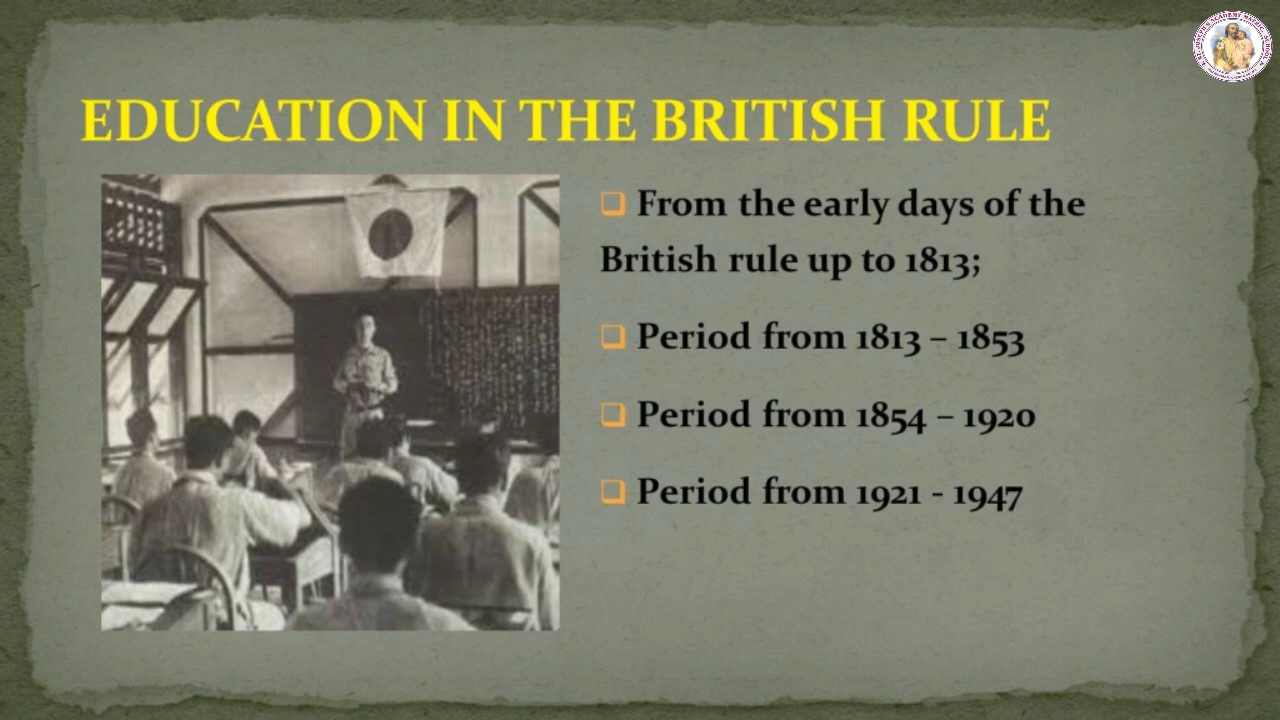 EDUCATION IN THE BRITISH RULE
From the early days of the
British rule up to 1813;
Period from 1813 – 1853
Period from 1854 – 1920
Period from 1921 - 1947